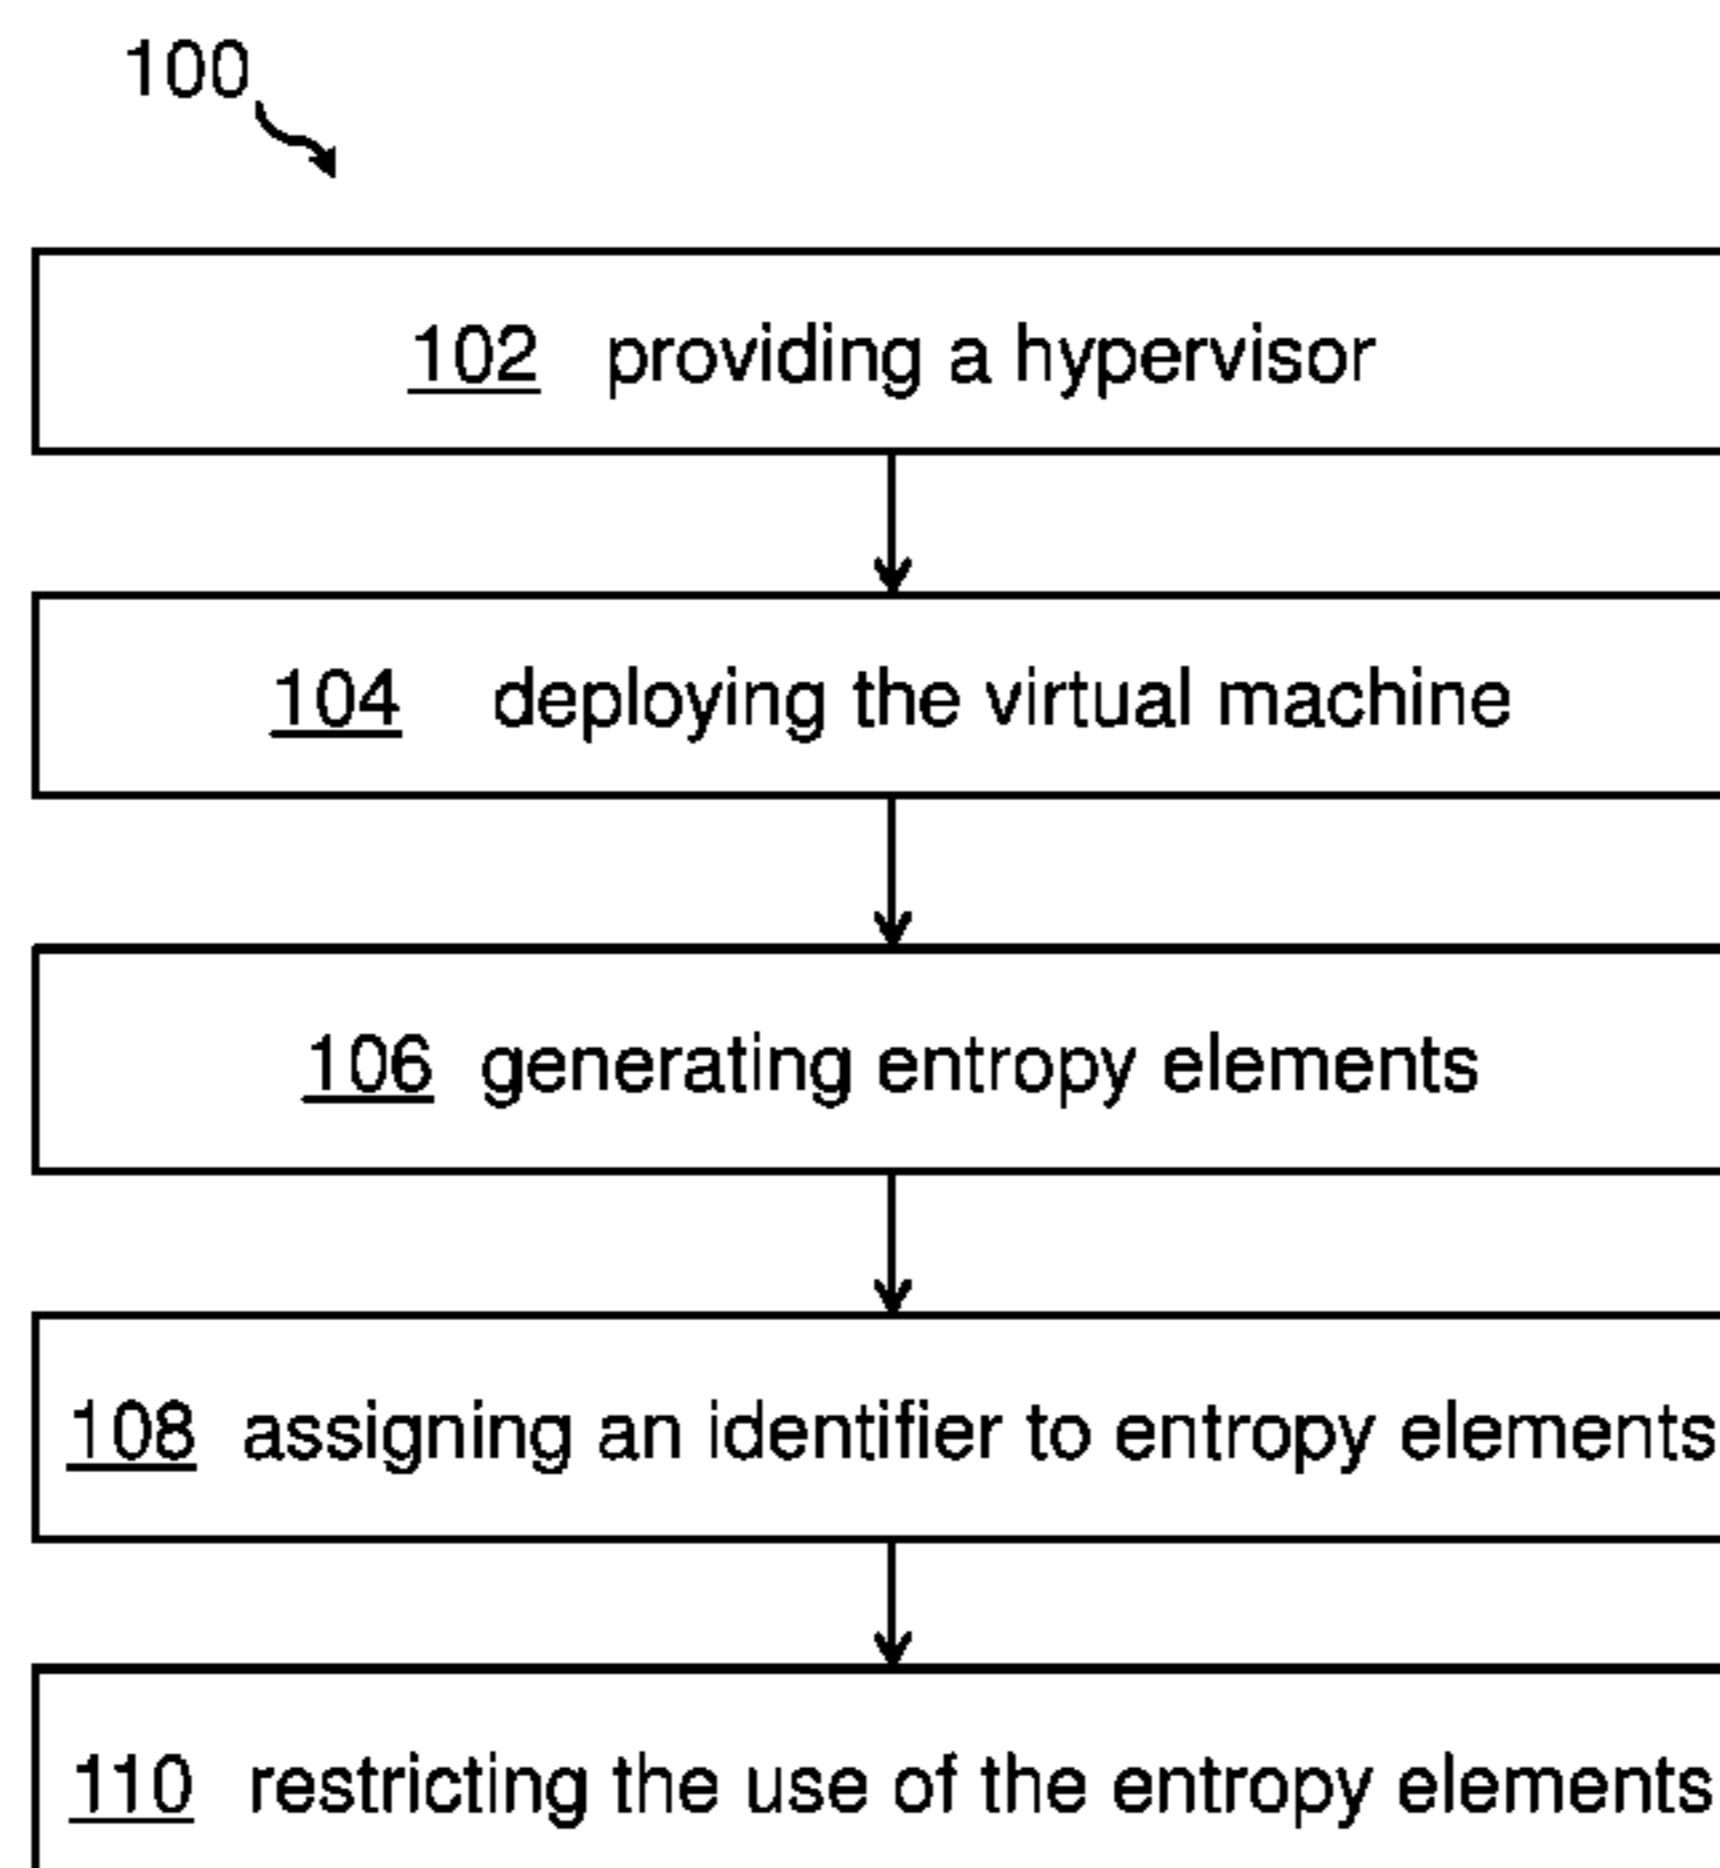 100
102 providing a hypervisor
104 deploying the virtual machine
106 generating entropy elements
108 assigning an identifier to entropy elements
110 restricting the use of the entropy elements